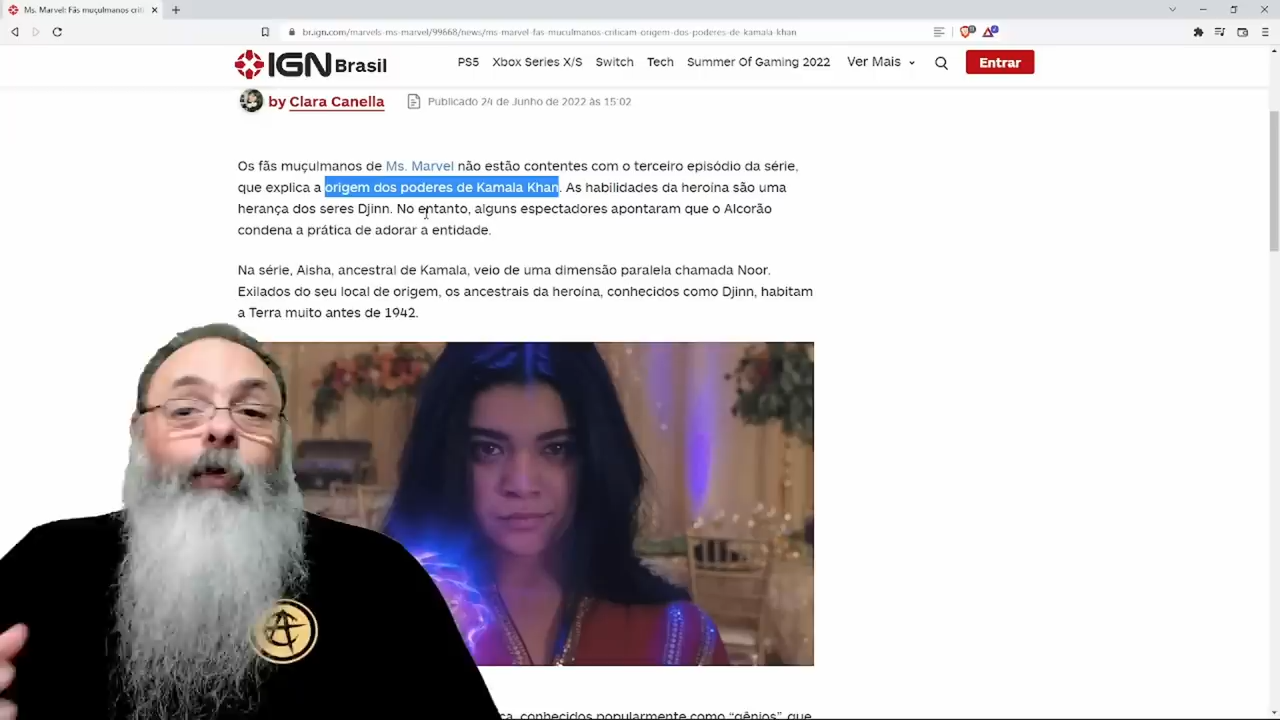 Ms. Marvel: Fãs muçulmanos crit
br.ign.com/marvels-ms-marvel/99668/news/ms-marvel-fas-muculmanos-criticam-origem-dos-poderes-de-kamala-khan
IGN Brasil
PS5 Xbox Series X/S Switch Tech Summer Of Gaming 2022 Ver Mais Entrar
by Clara Canella Publicado 24 de Junho de 2022 às 15:02
Os fãs muçulmanos de Ms. Marvel não estão contentes com o terceiro episódio da série,
que explica a origem dos poderes de Kamala Khan. As habilidades da heroína são uma
herança dos seres Djinn. No entanto, alguns espectadores apontaram que o Alcorão
condena a prática de adorar a entidade.
Na série, Aisha, ancestral de Kamala, veio de uma dimensão paralela chamada Noor.
Exilados do seu local de origem, os ancestrais da heroína, conhecidos como Djinn, habitam
a Terra muito antes de 1942.
conhecidos popularmente como “gênios”, que